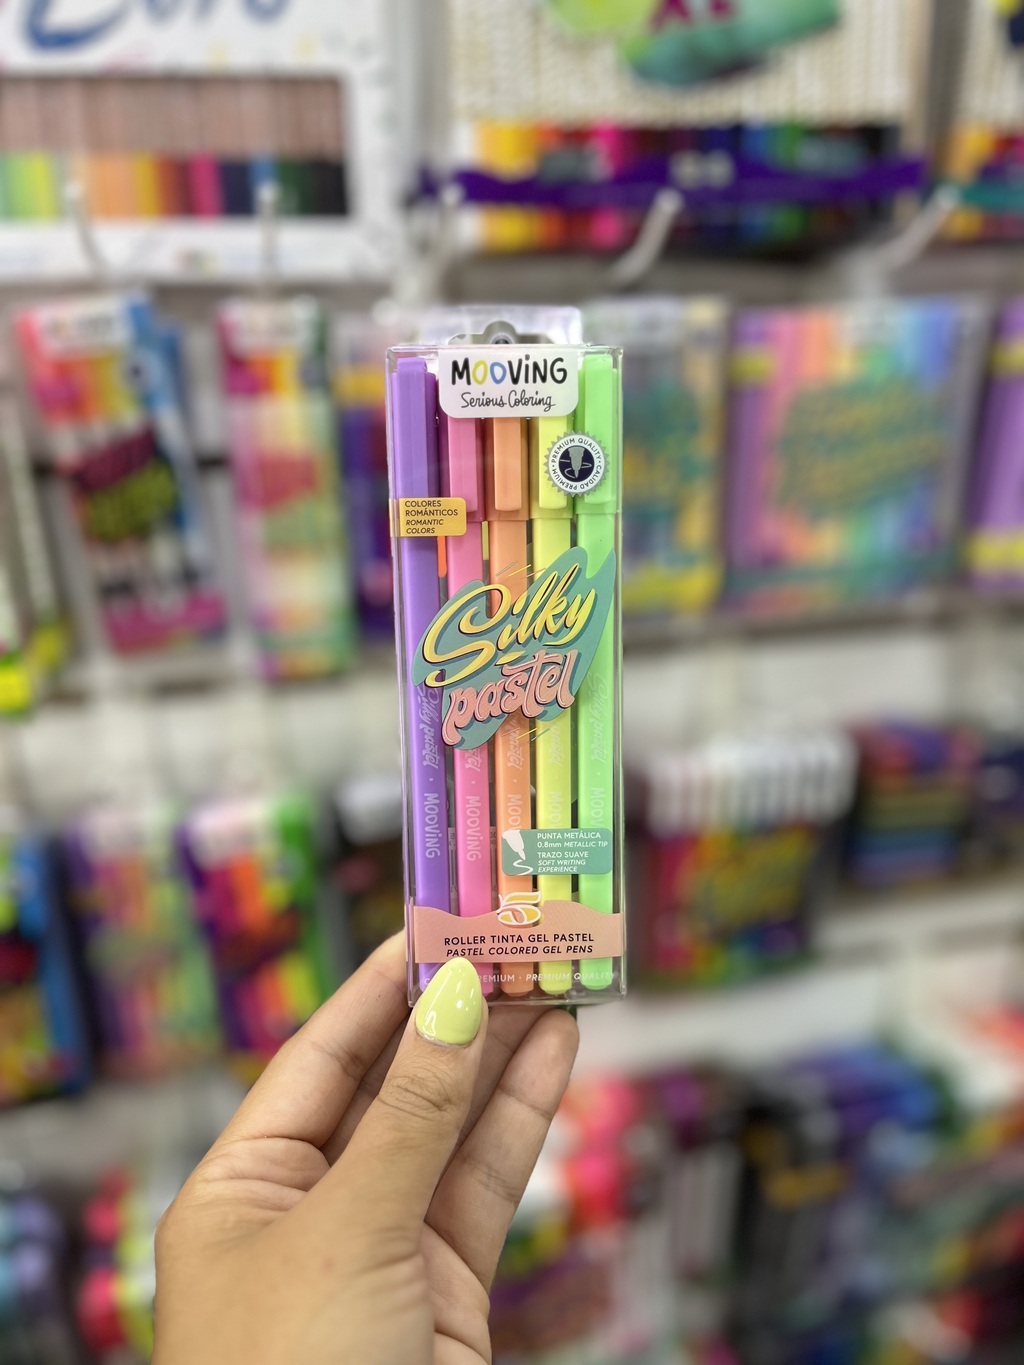 MOOVING
Serious Coloring
PREMIUM QUALITY
CALIDAD PREMIUM
COLORES
ROMÁNTICOS
ROMANTIC
COLORS
Silky
pastel
Silky pastel · MOOVING
MOOVING
MOOVING
PUNTA METÁLICA
0.8mm METALLIC TIP
TRAZO SUAVE
SOFT WRITING
EXPERIENCE
ROLLER TINTA GEL PASTEL
PASTEL COLORED GEL PENS
PREMIUM · PREMIUM QUALITY